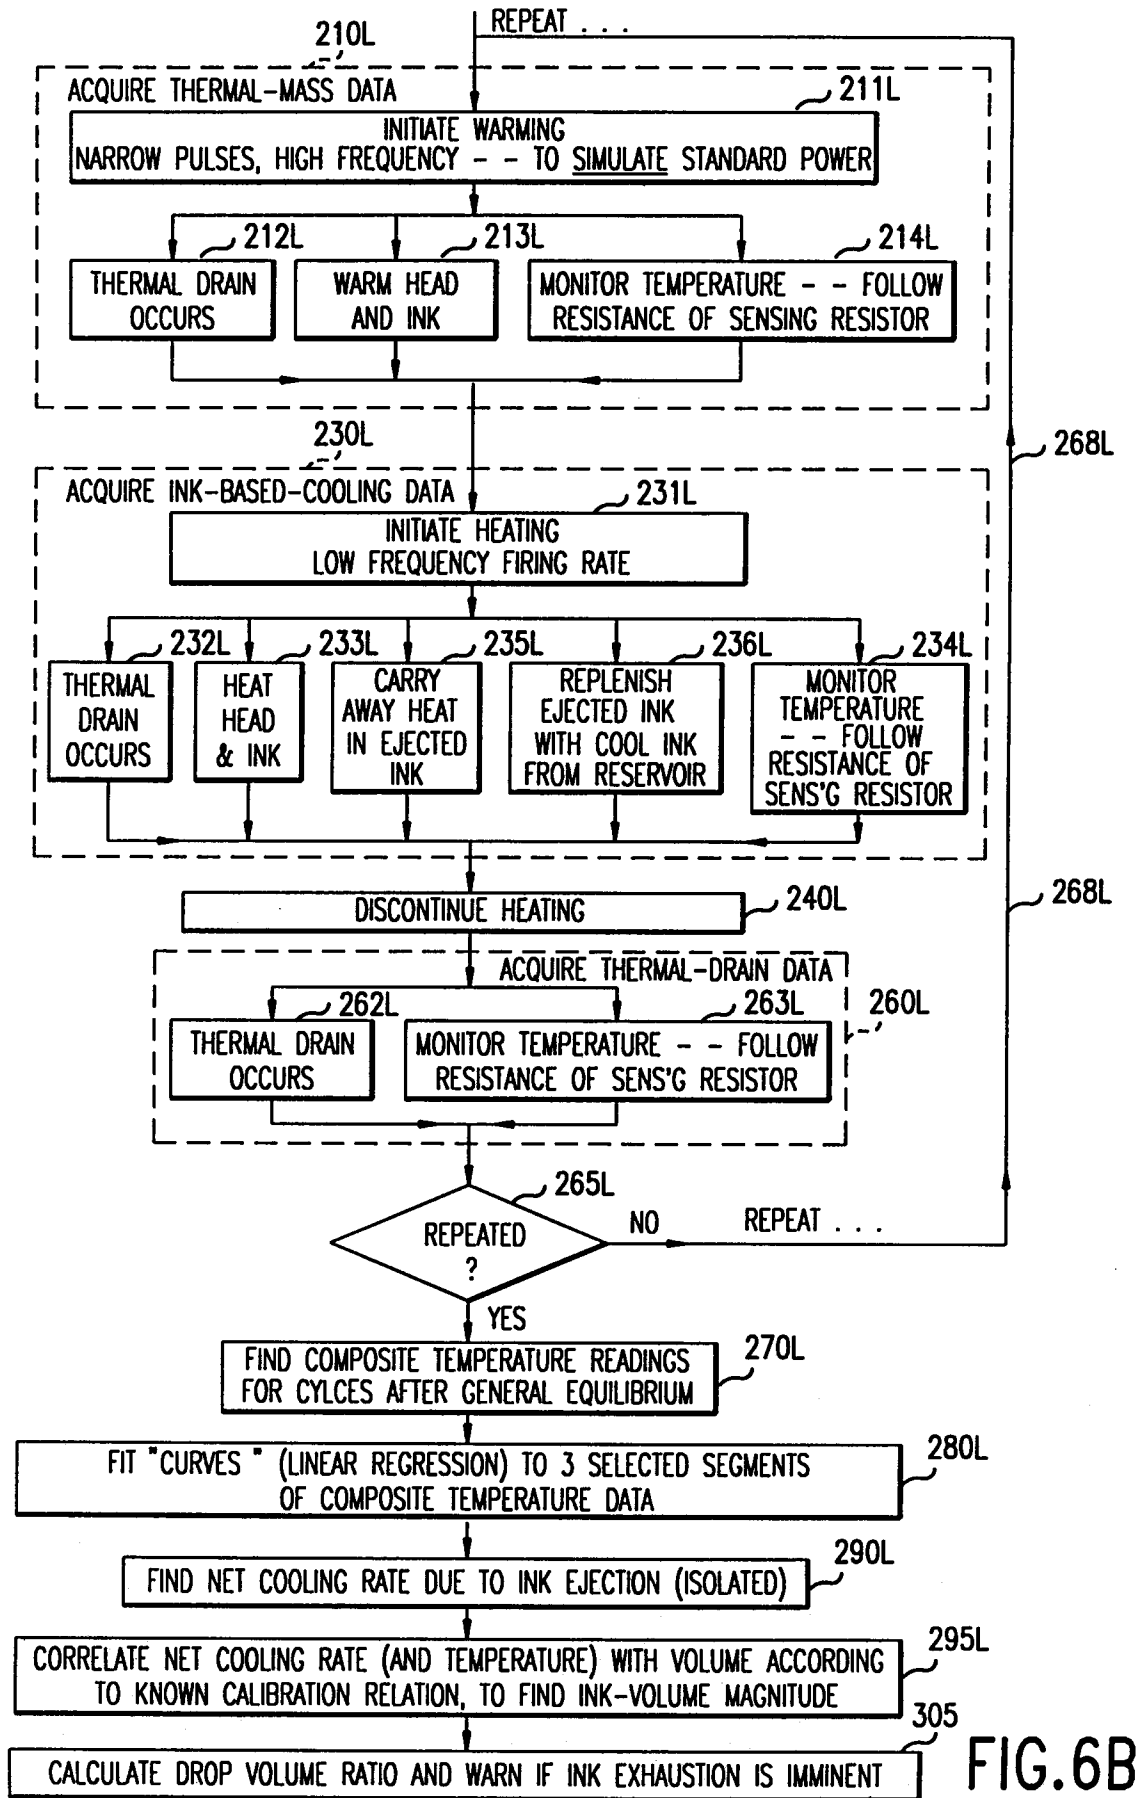 REPEAT . . .
210L
ACQUIRE THERMAL-MASS DATA
211L
INITIATE WARMING
NARROW PULSES, HIGH FREQUENCY - - TO SIMULATE STANDARD POWER
212L
213L
214L
THERMAL DRAIN
OCCURS
WARM HEAD
AND INK
MONITOR TEMPERATURE - - FOLLOW
RESISTANCE OF SENSING RESISTOR
230L
268L
ACQUIRE INK-BASED-COOLING DATA
231L
INITIATE HEATING
LOW FREQUENCY FIRING RATE
232L
233L
235L
236L
234L
THERMAL
DRAIN
OCCURS
HEAT
HEAD
& INK
CARRY
AWAY HEAT
IN EJECTED
INK
REPLENISH
EJECTED INK
WITH COOL INK
FROM RESERVOIR
MONITOR
TEMPERATURE
- - FOLLOW
RESISTANCE OF
SENS'G RESISTOR
268L
DISCONTINUE HEATING
240L
ACQUIRE THERMAL-DRAIN DATA
262L
263L
260L
THERMAL DRAIN
OCCURS
MONITOR TEMPERATURE - - FOLLOW
RESISTANCE OF SENS'G RESISTOR
265L
REPEATED
?
NO
REPEAT . . .
YES
FIND COMPOSITE TEMPERATURE READINGS
FOR CYLCES AFTER GENERAL EQUILIBRIUM
270L
FIT "CURVES " (LINEAR REGRESSION) TO 3 SELECTED SEGMENTS
OF COMPOSITE TEMPERATURE DATA
280L
FIND NET COOLING RATE DUE TO INK EJECTION (ISOLATED)
290L
CORRELATE NET COOLING RATE (AND TEMPERATURE) WITH VOLUME ACCORDING
TO KNOWN CALIBRATION RELATION, TO FIND INK-VOLUME MAGNITUDE
295L
305
CALCULATE DROP VOLUME RATIO AND WARN IF INK EXHAUSTION IS IMMINENT
FIG.6B